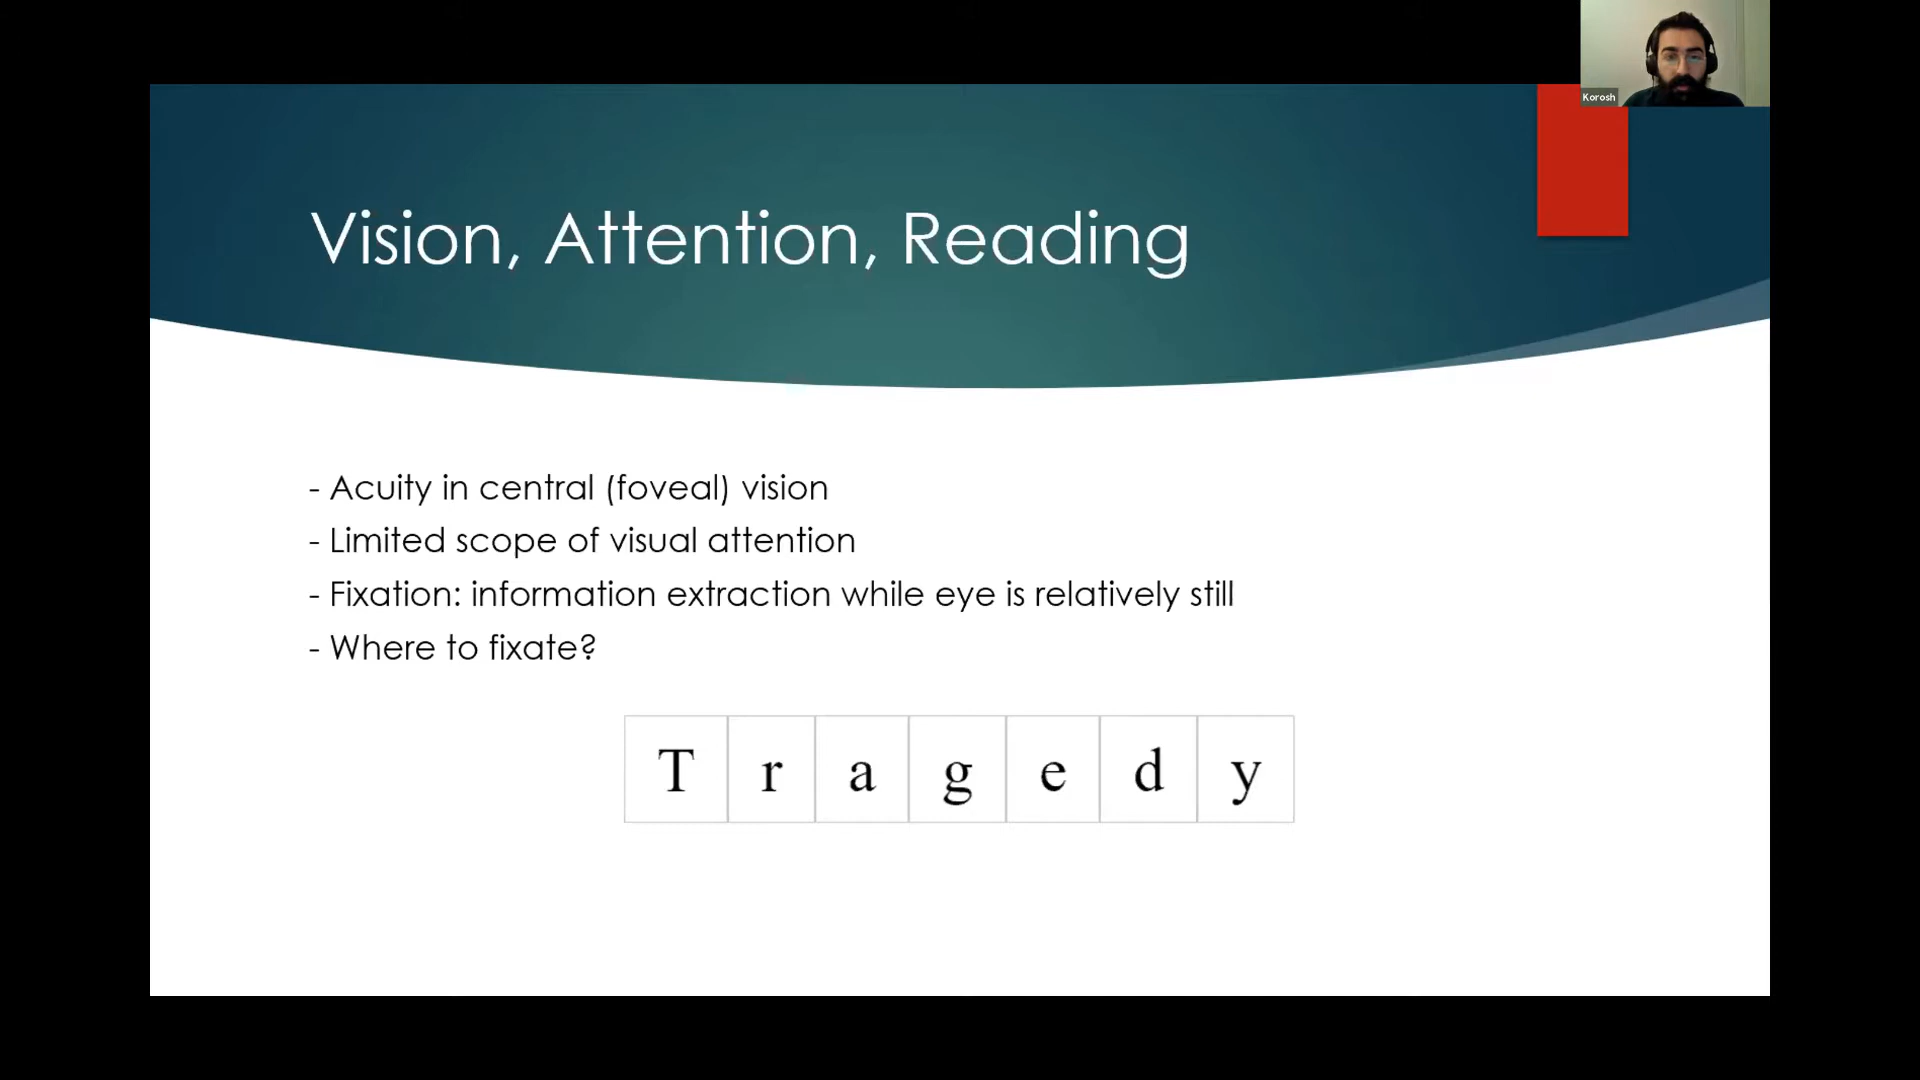 Korosh
Vision, Attention, Reading
- Acuity in central (foveal) vision
- Limited scope of visual attention
- Fixation: information extraction while eye is relatively still
- Where to fixate?
T r a g e d y